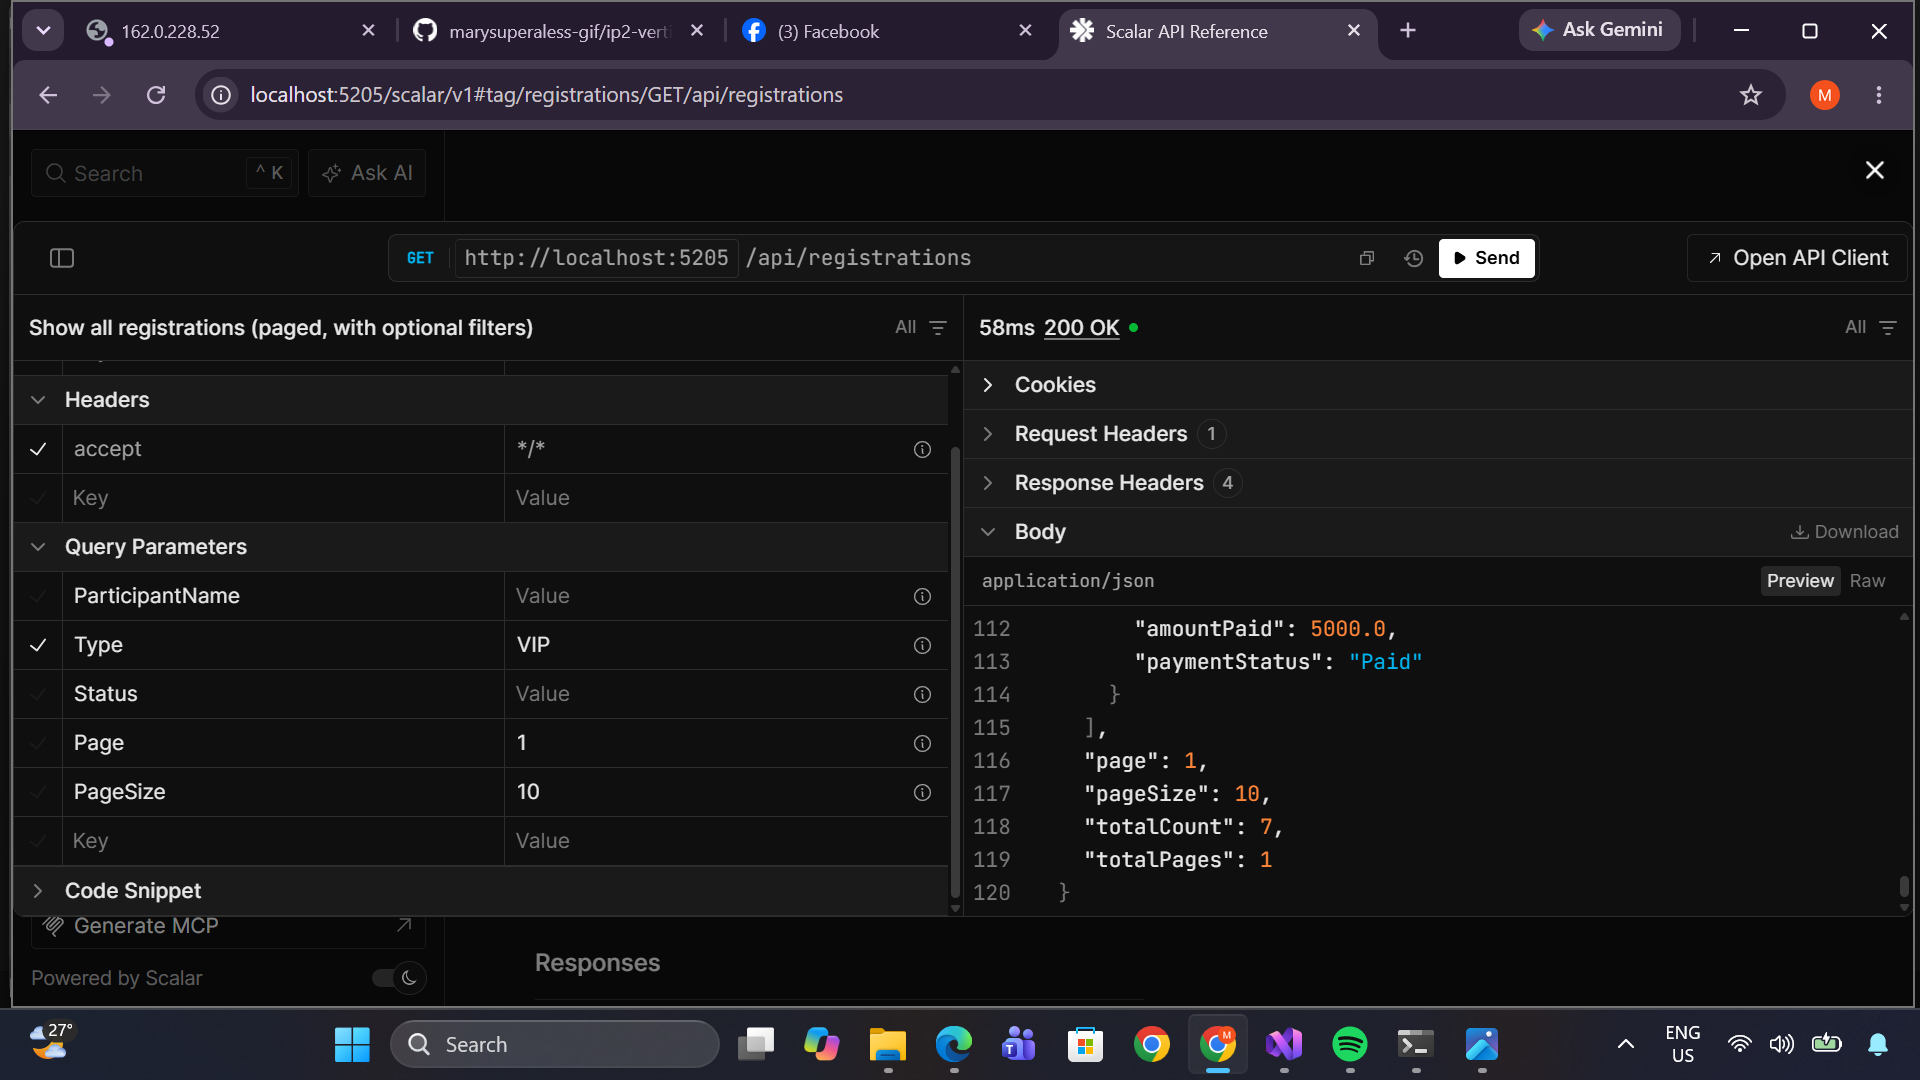 162.0.228.52
marysuperaless-gif/ip2-verti
(3) Facebook
Scalar API Reference
Ask Gemini
localhost:5205/scalar/v1#tag/registrations/GET/api/registrations
M
Search
^ K
Ask AI
GET
http://localhost:5205
/api/registrations
Send
Open API Client
Show all registrations (paged, with optional filters)
All
58ms 200 OK
All
Headers
accept
*/*
Key
Value
Query Parameters
ParticipantName
Value
Type
VIP
Status
Value
Page
1
PageSize
10
Key
Value
Code Snippet
Cookies
Request Headers 1
Response Headers 4
Body
Download
application/json
Preview
Raw
112 "amountPaid": 5000.0,
113 "paymentStatus": "Paid"
114 }
115 ],
116 "page": 1,
117 "pageSize": 10,
118 "totalCount": 7,
119 "totalPages": 1
120 }
Generate MCP
Powered by Scalar
Responses
27°
Search
ENG
US